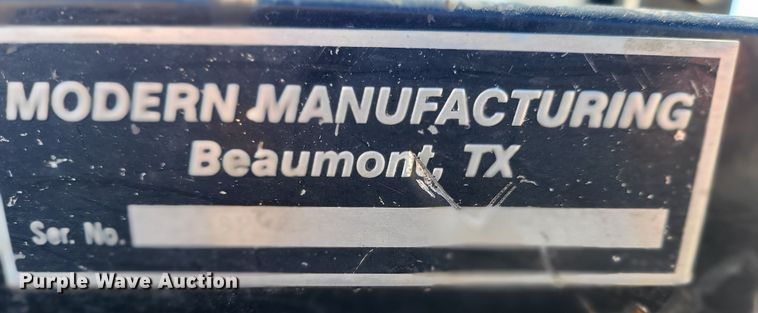 MODERN MANUFACTURING
Beaumont, TX
Ser. No.
Purple Wave Auction